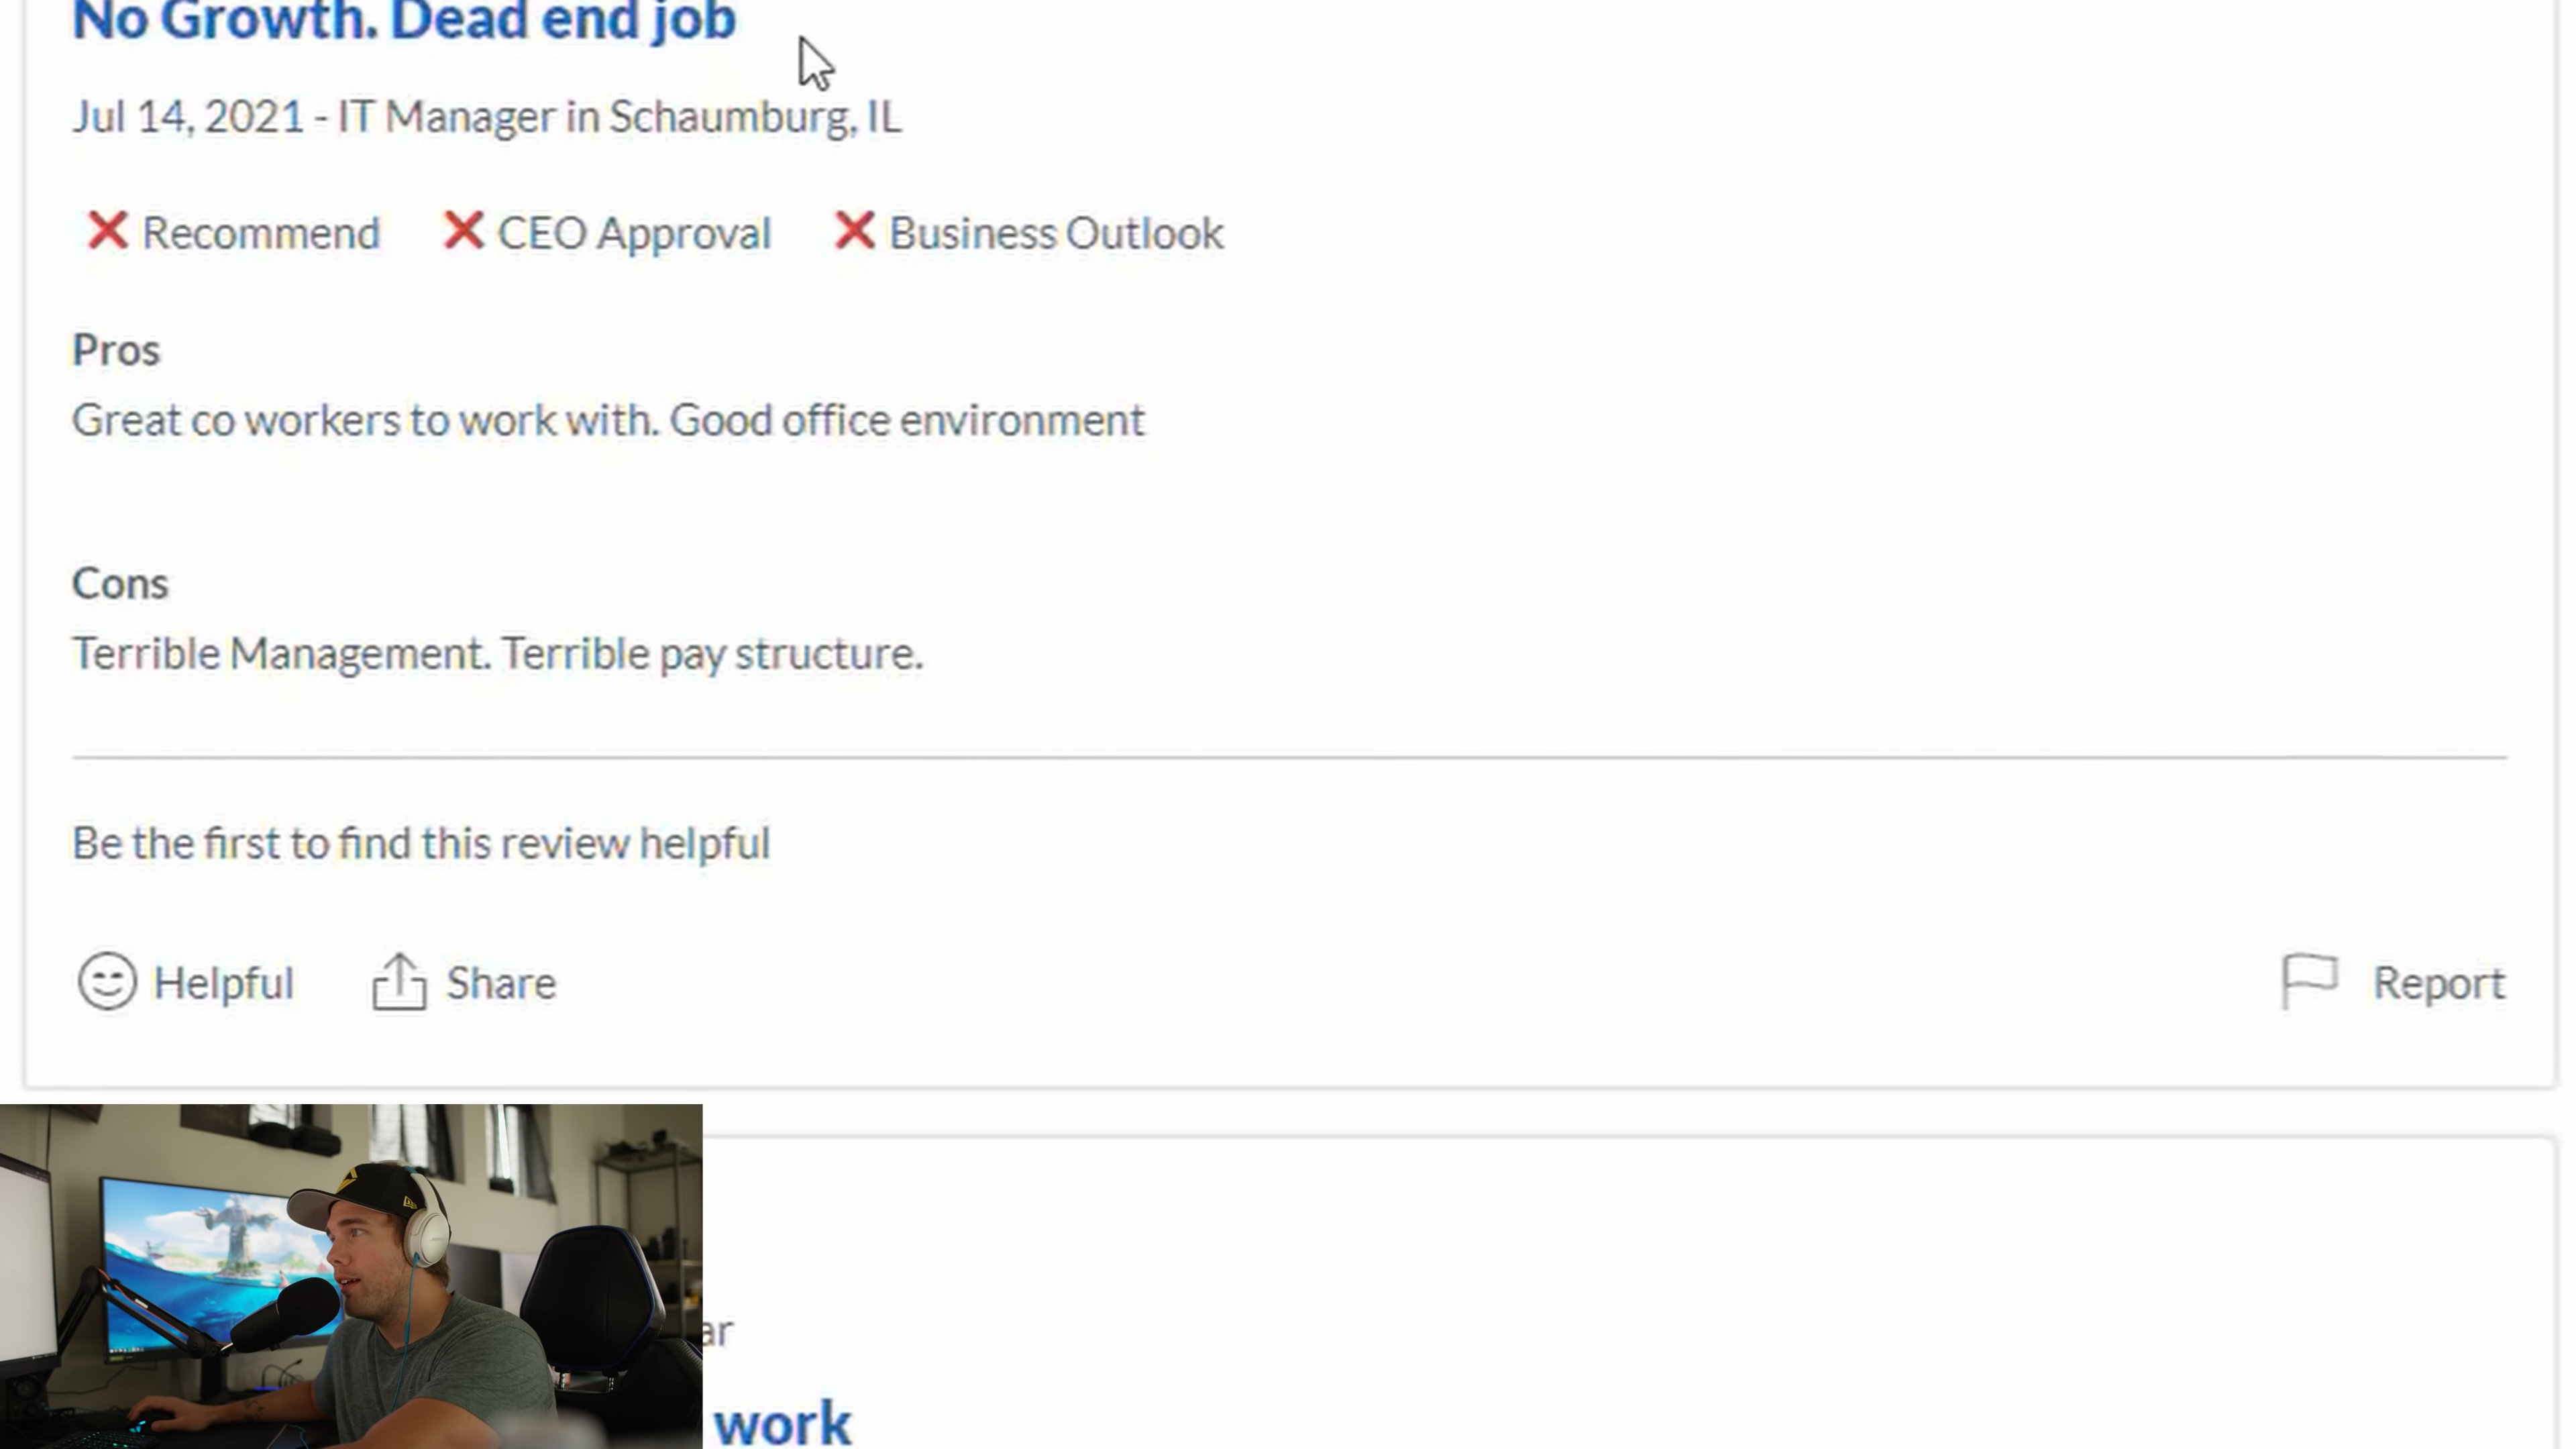 No Growth. Dead end job
Jul 14, 2021 - IT Manager in Schaumburg, IL
Recommend CEO Approval Business Outlook
Pros
Great co workers to work with. Good office environment
Cons
Terrible Management. Terrible pay structure.
Be the first to find this review helpful
Helpful Share Report
ar
work